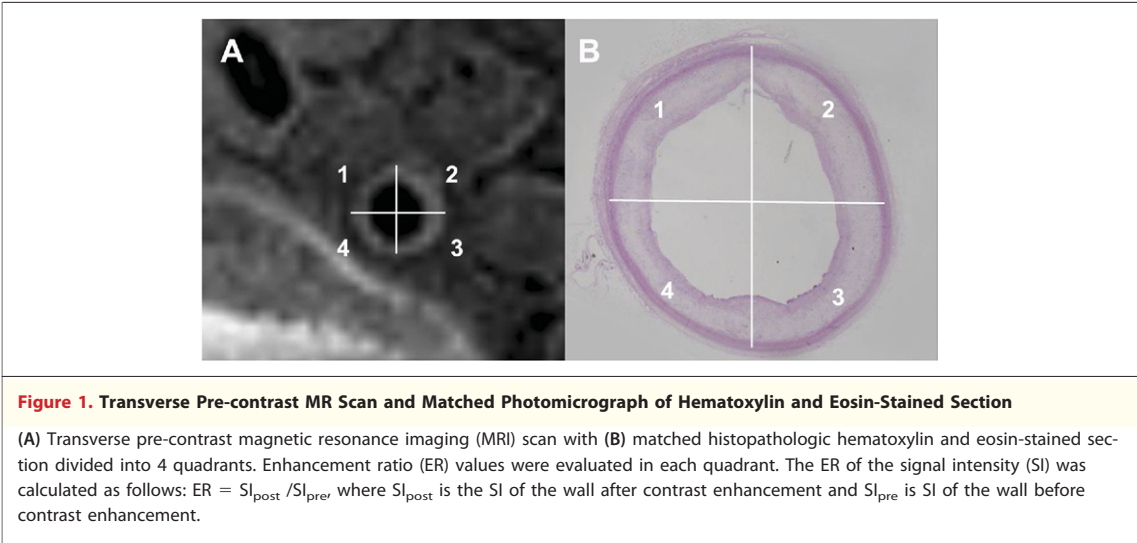 A
B
1
2
1
2
4
3
4
3
Figure 1. Transverse Pre-contrast MR Scan and Matched Photomicrograph of Hematoxylin and Eosin-Stained Section
(A) Transverse pre-contrast magnetic resonance imaging (MRI) scan with (B) matched histopathologic hematoxylin and eosin-stained sec-
tion divided into 4 quadrants. Enhancement ratio (ER) values were evaluated in each quadrant. The ER of the signal intensity (SI) was
calculated as follows: ER = SIpost /SIpre, where SIpost is the SI of the wall after contrast enhancement and SIpre is SI of the wall before
contrast enhancement.